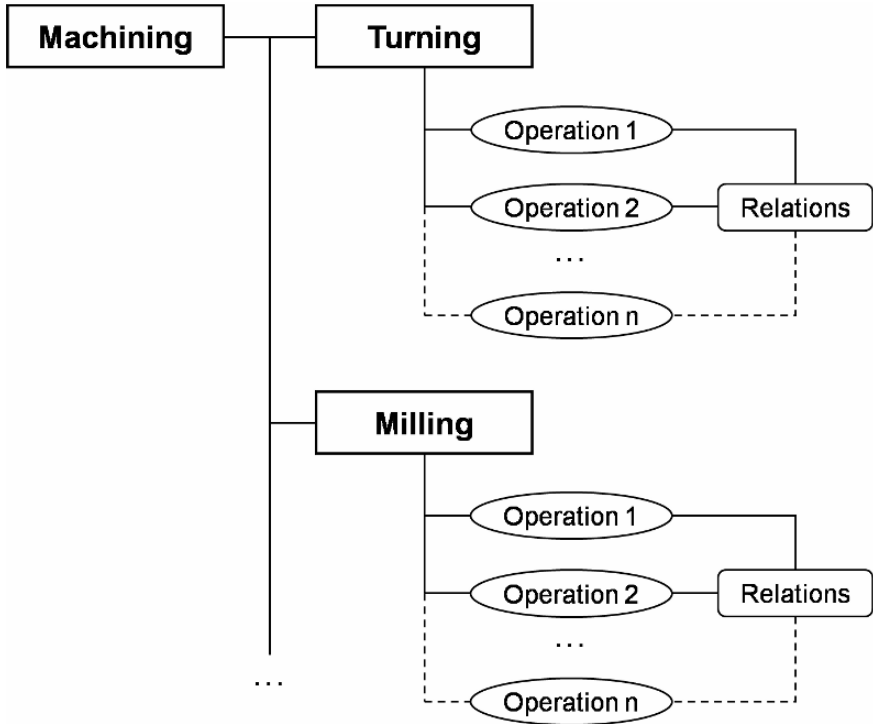 Machining
Turning
Operation 1
Operation 2
Relations
...
Operation n
Milling
Operation 1
Operation 2
Relations
...
...
Operation n